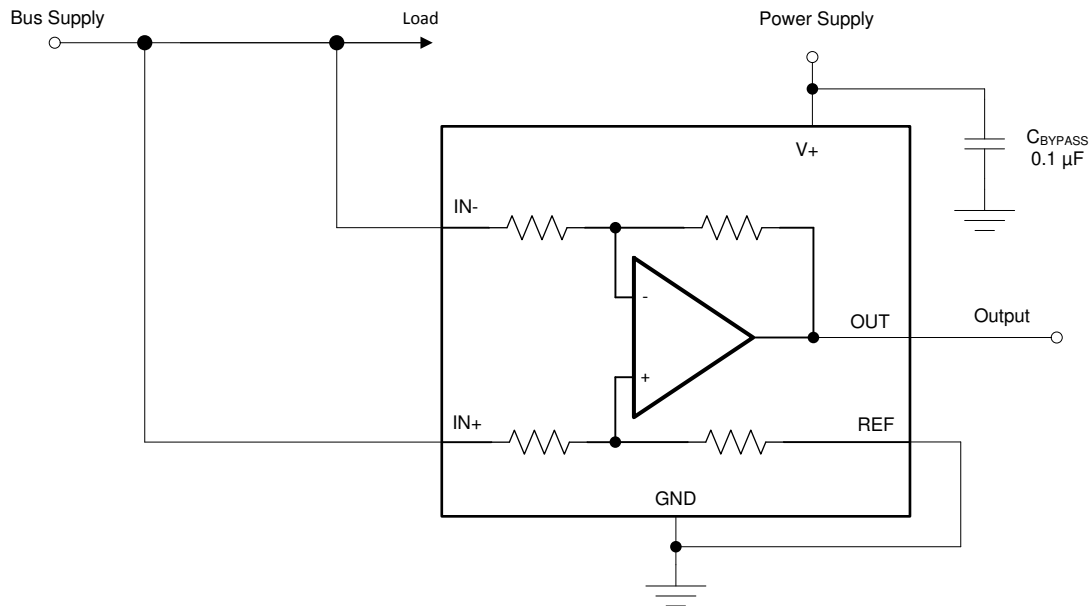 Bus Supply
Load
Power Supply
V+
CBYPASS
0.1 µF
IN-
-
OUT
Output
+
IN+
REF
GND